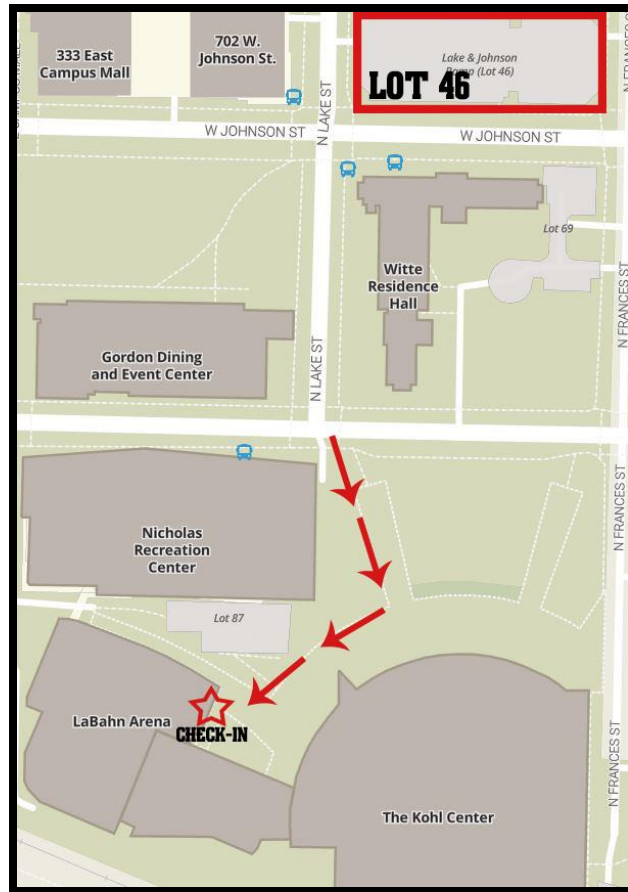 333 East
Campus Mall
702 W.
Johnson St.
N LAKE ST
Lake & Johnson
Ramp (Lot 46)
LOT 46
N FRANCES S
W JOHNSON ST
W JOHNSON ST
Lot 69
Witte
Residence
Hall
N FRANCES ST
Gordon Dining
and Event Center
N LAKE ST
N FRANCES ST
Nicholas
Recreation
Center
Lot 87
LaBahn Arena
CHECK-IN
N FRANCES ST
The Kohl Center